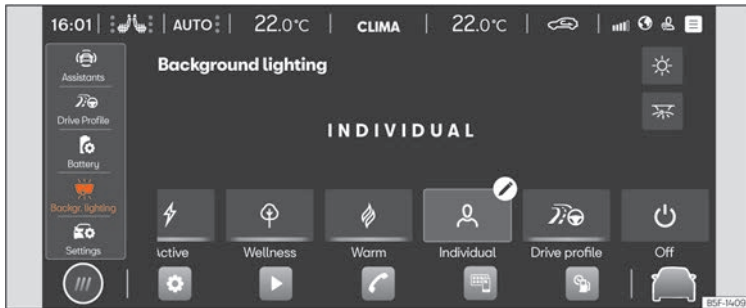 16:01 AUTO 22.0°C CLIMA 22.0°C
Assistants
Drive Profile
Battery
Backgr. lighting
Settings
Background lighting
INDIVIDUAL
Active Wellness Warm Individual Drive profile Off
B5F-1409